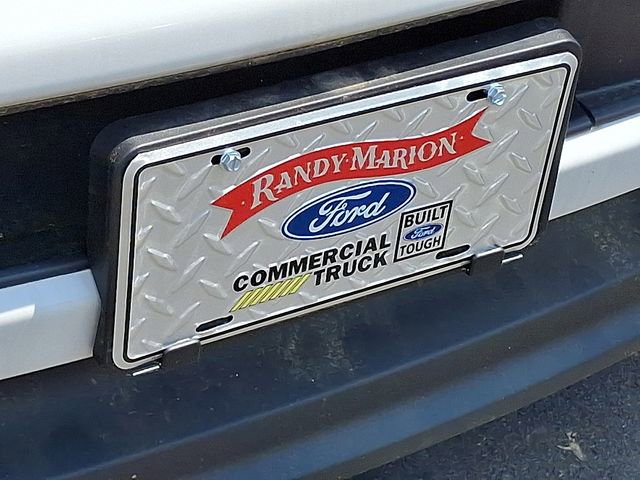 RANDY MARION
Ford
BUILT
Ford
TOUGH
COMMERCIAL
TRUCK